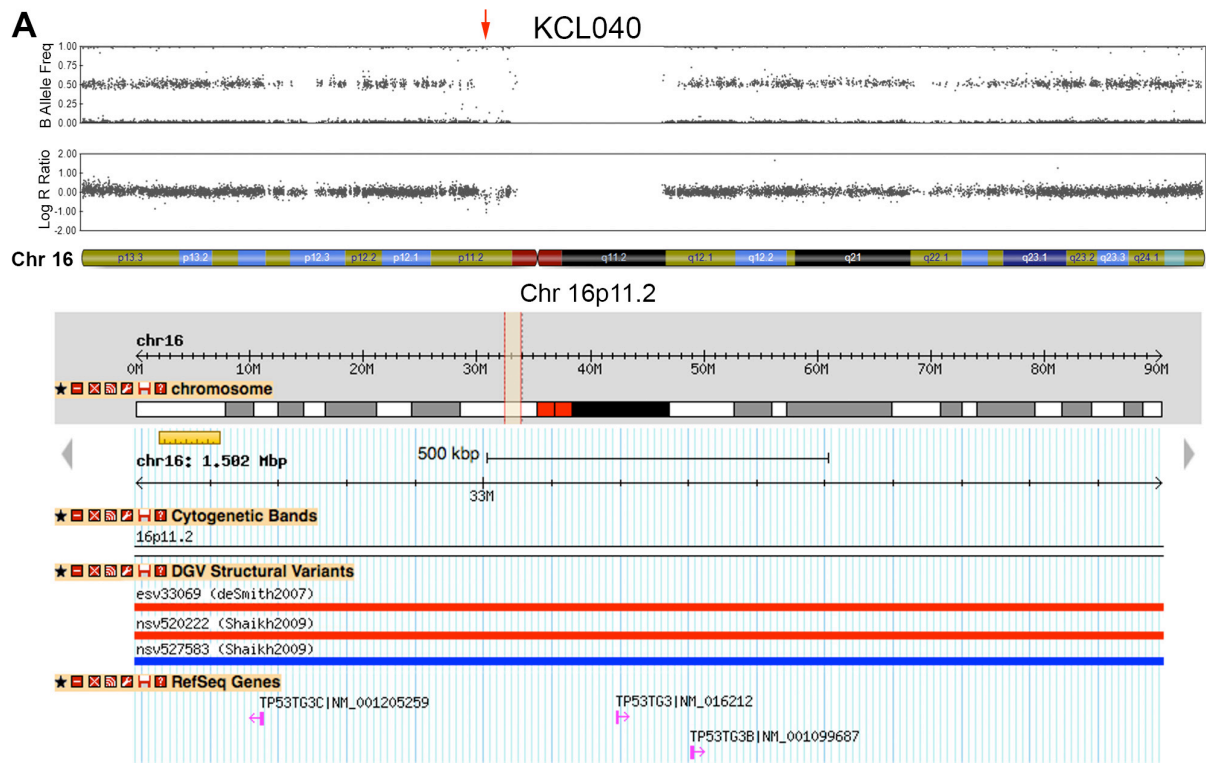 A
KCL040
B Allele Freq
1.00
0.75
0.50
0.25
0.00
Log R Ratio
2.00
1.00
0.00
-1.00
-2.00
Chr 16
p13.3 p13.2 p12.3 p12.2 p12.1 p11.2 q11.2 q12.1 q12.2 q21 q22.1 q23.1 q23.2 q23.3 q24.1
Chr 16p11.2
chr16
0M 10M 20M 30M 40M 50M 60M 70M 80M 90M
chromosome
chr16: 1.502 Mbp
500 kbp
33M
Cytogenetic Bands
16p11.2
DGV Structural Variants
esv33069 (deSmith2007)
nsv520222 (Shaikh2009)
nsv527583 (Shaikh2009)
RefSeq Genes
TP53TG3C|NM_001205259
TP53TG3|NM_016212
TP53TG3B|NM_001099687